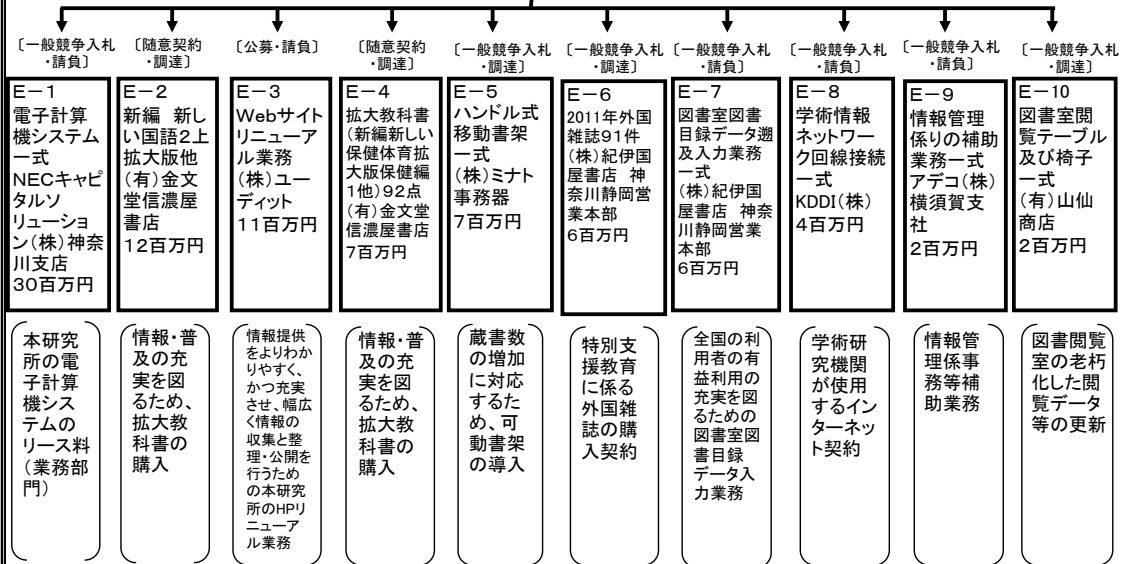 〔一般競争入札
・請負〕
〔随意契約
・調達〕
〔公募・請負〕
〔随意契約
・調達〕
〔一般競争入札
・調達〕
〔一般競争入札
・調達〕
〔一般競争入札
・請負〕
〔一般競争入札
・請負〕
〔一般競争入札
・請負〕
〔一般競争入札
・調達〕
E-1
電子計算
機システム
一式
NECキャピ
タルソ
リューショ
ン(株)神奈
川支店
30百万円
E-2
新編 新し
い国語2上
拡大版他
(有)金文
堂信濃屋
書店
12百万円
E-3
Webサイト
リニューア
ル業務
(株)ユー
ディット
11百万円
E-4
拡大教科書
(新編新しい
保健体育拡
大版保健編
1他)92点
(有)金文堂
信濃屋書店
7百万円
E-5
ハンドル式
移動書架
一式
(株)ミナト
事務器
7百万円
E-6
2011年外国
雑誌91件
(株)紀伊国
屋書店 神
奈川静岡営
業本部
6百万円
E-7
図書室図書
目録データ遡
及入力業務
一式
(株)紀伊国
屋書店 神奈
川静岡営業
本部
6百万円
E-8
学術情報
ネットワー
ク回線接続
一式
KDDI(株)
4百万円
E-9
情報管理
係りの補助
業務一式
アデコ(株)
横須賀支
社
2百万円
E-10
図書室閲
覧テーブル
及び椅子
一式
(有)山仙
商店
2百万円
本研究
所の電
子計算
機シス
テムの
リース料
(業務部
門)
情報・普
及の充
実を図
るため、
拡大教
科書の
購入
情報提供
をよりわか
りやすく、
かつ充実
させ、幅広
く情報の
収集と整
理・公開を
行うため
の本研究
所のHPリ
ニューア
ル業務
情報・普
及の充
実を図
るため、
拡大教
科書の
購入
蔵書数
の増加
に対応
するた
め、可
動書架
の導入
特別支
援教育
に係る
外国雑
誌の購
入契約
全国の利
用者の有
益利用の
充実を図
るための
図書室図
書目録
データ入
力業務
学術研
究機関
が使用
するイン
ターネッ
ト契約
情報管
理係事
務等補
助業務
図書閲覧
室の老朽
化した閲
覧データ
等の更新